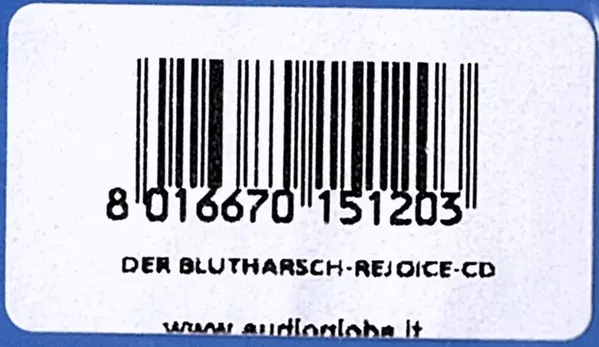 8 016670 151203
DER BLUTHARSCH-REJOICE-CD
www.audioglobe.it